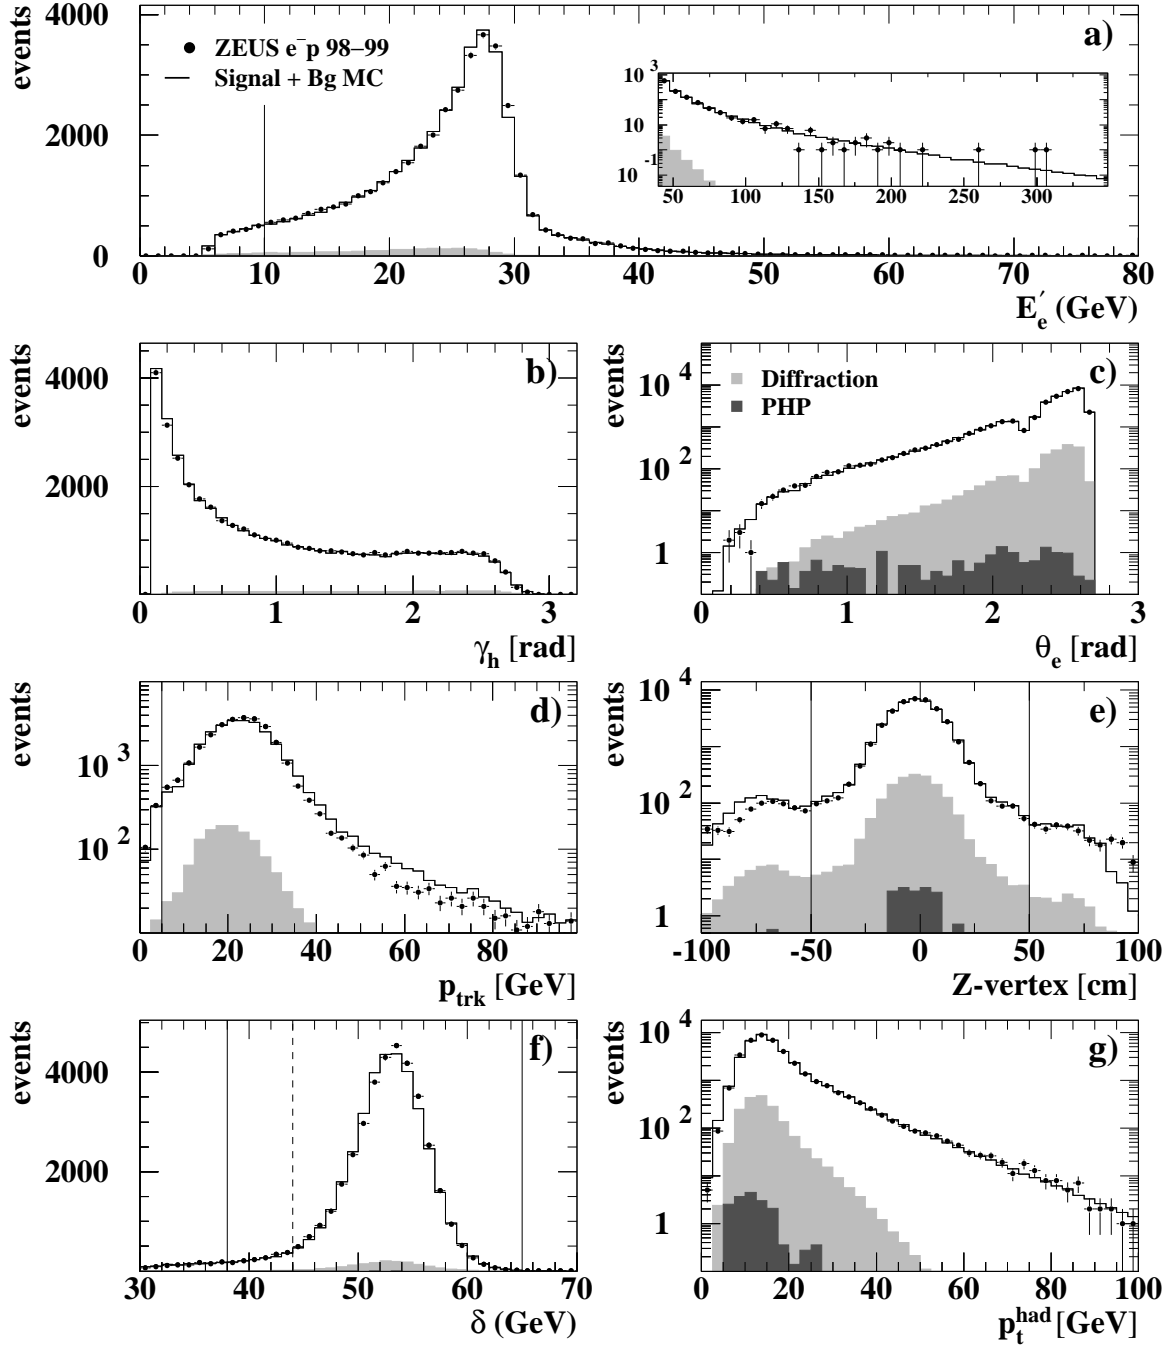 events
4000
2000
0
ZEUS e⁻p 98–99
Signal + Bg MC
a)
10³
10
10⁻¹
50 100 150 200 250 300
0 10 20 30 40 50 60 70 80
E′e (GeV)
events
4000
2000
0
b)
0 1 2 3
γh [rad]
events
10⁴
10²
1
Diffraction
PHP
c)
0 1 2 3
θe [rad]
events
10³
10²
d)
0 20 40 60 80
ptrk [GeV]
events
10⁴
10²
1
e)
-100 -50 0 50 100
Z-vertex [cm]
events
4000
2000
0
f)
30 40 50 60 70
δ (GeV)
events
10⁴
10²
1
g)
0 20 40 60 80 100
pt^had [GeV]